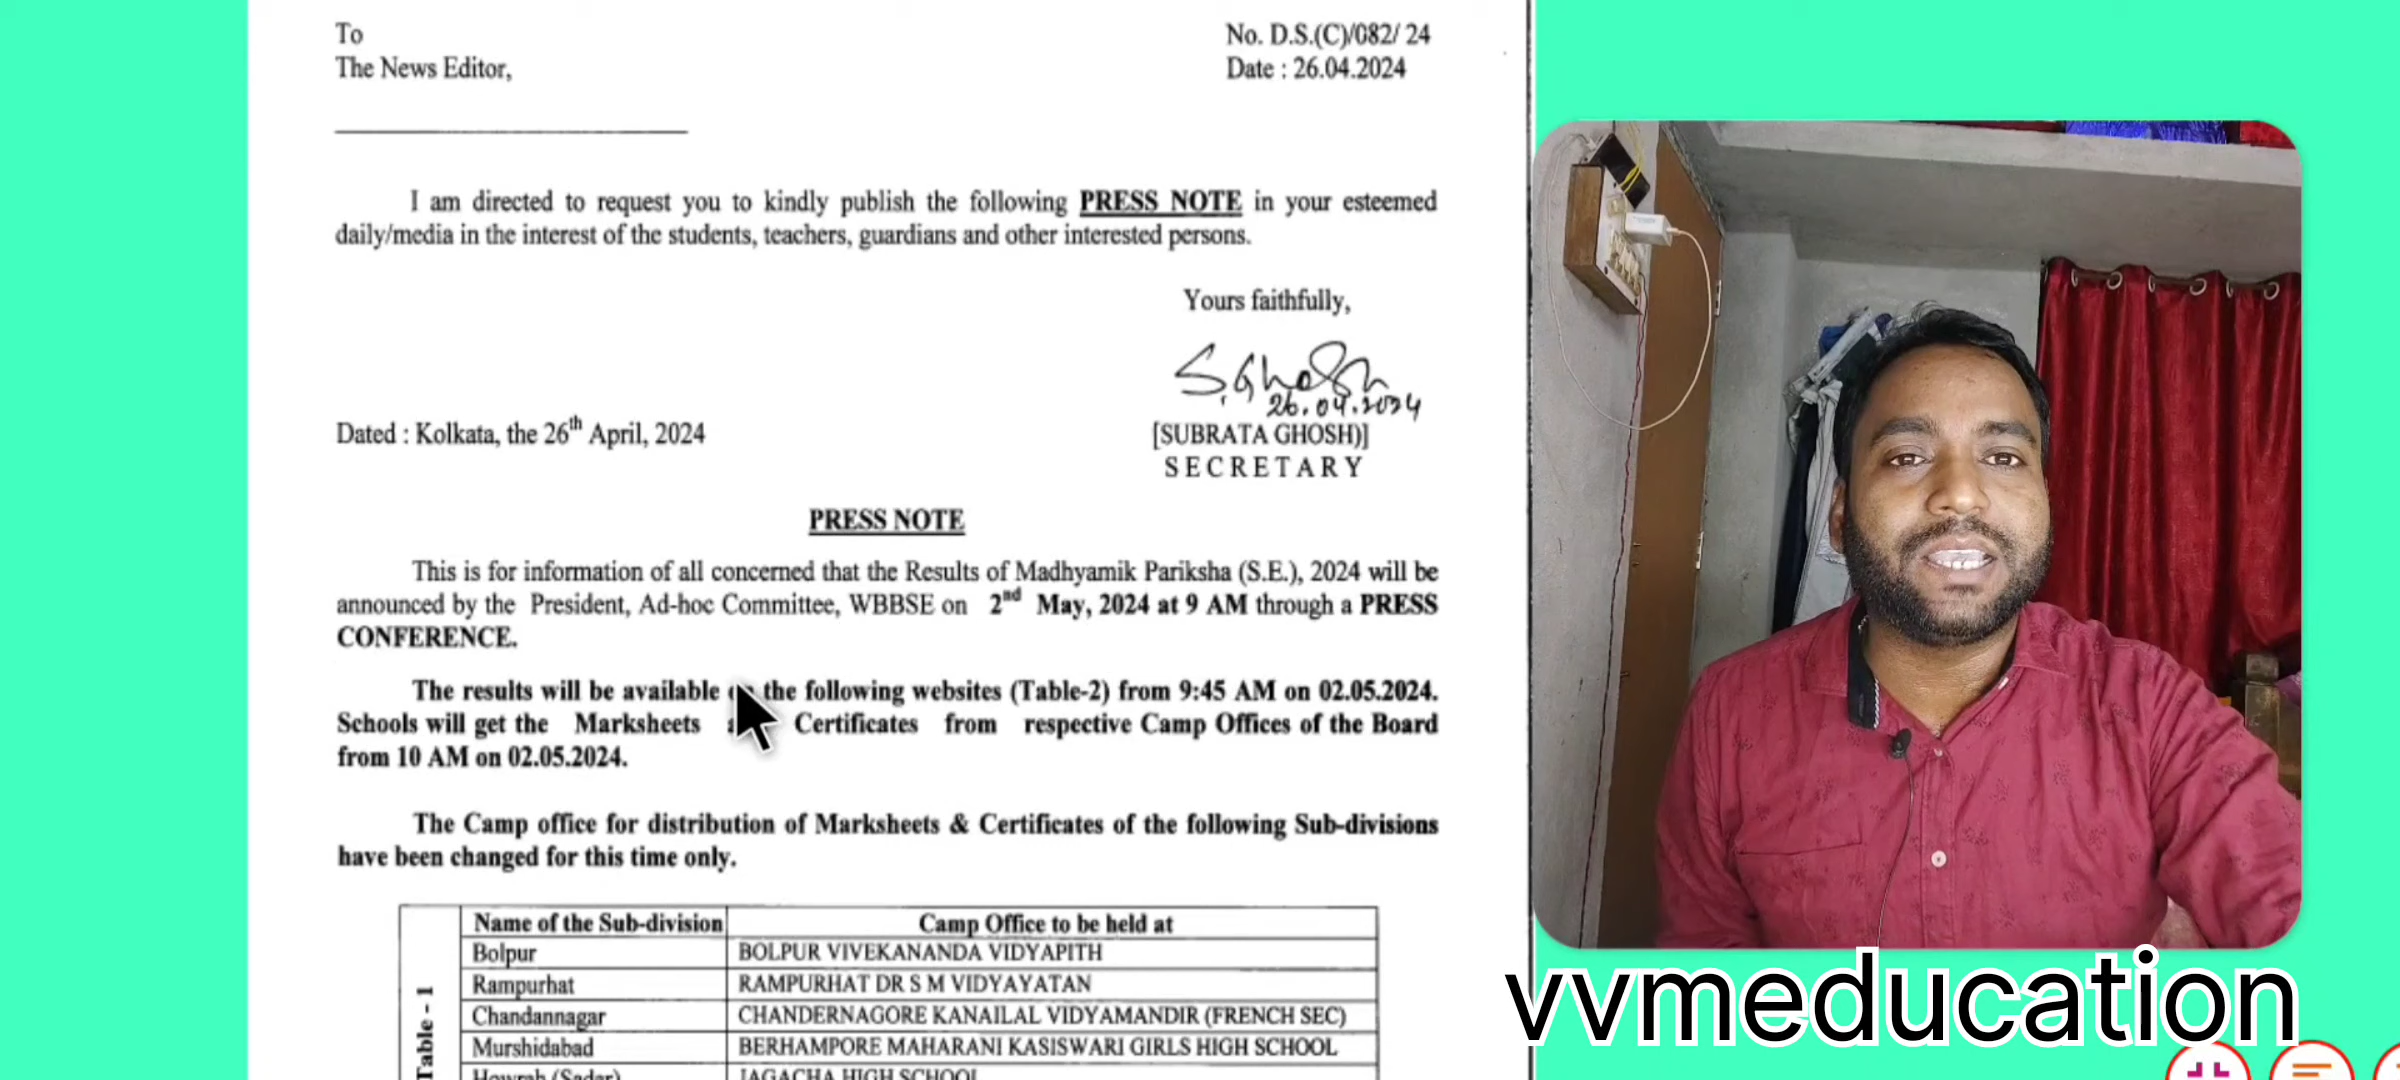 To
The News Editor,
No. D.S.(C)/082/ 24
Date : 26.04.2024
I am directed to request you to kindly publish the following PRESS NOTE in your esteemed
daily/media in the interest of the students, teachers, guardians and other interested persons.
Yours faithfully,
S. Ghosh
26.04.2024
Dated : Kolkata, the 26th April, 2024
[SUBRATA GHOSH)]
SECRETARY
PRESS NOTE
This is for information of all concerned that the Results of Madhyamik Pariksha (S.E.), 2024 will be
announced by the President, Ad-hoc Committee, WBBSE on 2nd May, 2024 at 9 AM through a PRESS
CONFERENCE.
The results will be available the following websites (Table-2) from 9:45 AM on 02.05.2024.
Schools will get the Marksheets Certificates from respective Camp Offices of the Board
from 10 AM on 02.05.2024.
The Camp office for distribution of Marksheets & Certificates of the following Sub-divisions
have been changed for this time only.
Table - 1
Name of the Sub-division Camp Office to be held at
Bolpur BOLPUR VIVEKANANDA VIDYAPITH
Rampurhat RAMPURHAT DR S M VIDYAYATAN
Chandannagar CHANDERNAGORE KANAILAL VIDYAMANDIR (FRENCH SEC)
Murshidabad BERHAMPORE MAHARANI KASISWARI GIRLS HIGH SCHOOL
Howrah (Sadar) JAGACHA HIGH SCHOOL
vvmeducation